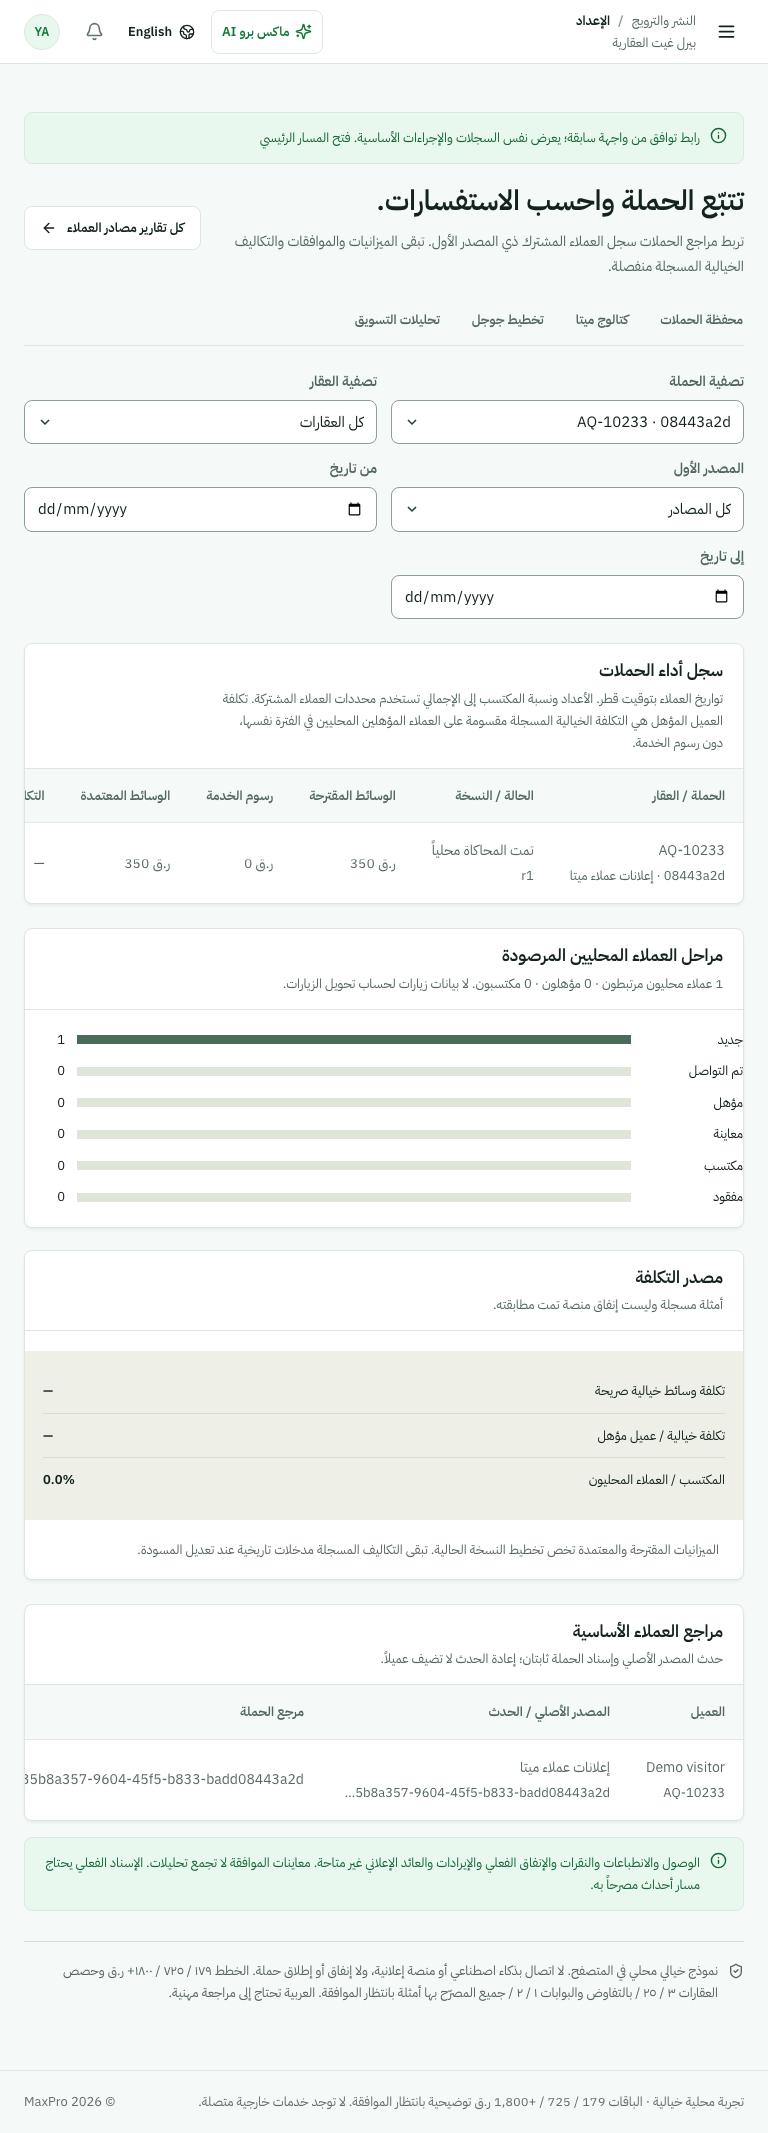 النشر والترويج / الإعداد
بيرل غيت العقارية
ماكس برو AI
English
YA
رابط توافق من واجهة سابقة؛ يعرض نفس السجلات والإجراءات الأساسية. فتح المسار الرئيسي
تتبّع الحملة واحسب الاستفسارات.
تربط مراجع الحملات سجل العملاء المشترك ذي المصدر الأول. تبقى الميزانيات والموافقات والتكاليف
الخيالية المسجلة منفصلة.
كل تقارير مصادر العملاء
محفظة الحملات
كتالوج ميتا
تخطيط جوجل
تحليلات التسويق
تصفية الحملة
AQ-10233 · 08443a2d
تصفية العقار
كل العقارات
المصدر الأول
كل المصادر
من تاريخ
dd/mm/yyyy
إلى تاريخ
dd/mm/yyyy
سجل أداء الحملات
تواريخ العملاء بتوقيت قطر. الأعداد ونسبة المكتسب إلى الإجمالي تستخدم محددات العملاء المشتركة. تكلفة
العميل المؤهل هي التكلفة الخيالية المسجلة مقسومة على العملاء المؤهلين المحليين في الفترة نفسها،
دون رسوم الخدمة.
الحملة / العقار
الحالة / النسخة
الوسائط المقترحة
رسوم الخدمة
الوسائط المعتمدة
AQ-10233
08443a2d · إعلانات عملاء ميتا
تمت المحاكاة محلياً
r1
ر.ق 350
ر.ق 0
ر.ق 350
—
مراحل العملاء المحليين المرصودة
1 عملاء محليون مرتبطون · 0 مؤهلون · 0 مكتسبون. لا بيانات زيارات لحساب تحويل الزيارات.
جديد 1
تم التواصل 0
مؤهل 0
معاينة 0
مكتسب 0
مفقود 0
مصدر التكلفة
أمثلة مسجلة وليست إنفاق منصة تمت مطابقته.
تكلفة وسائط خيالية صريحة —
تكلفة خيالية / عميل مؤهل —
المكتسب / العملاء المحليون 0.0%
الميزانيات المقترحة والمعتمدة تخص تخطيط النسخة الحالية. تبقى التكاليف المسجلة مدخلات تاريخية عند تعديل المسودة.
مراجع العملاء الأساسية
حدث المصدر الأصلي وإسناد الحملة ثابتان؛ إعادة الحدث لا تضيف عميلاً.
العميل
المصدر الأصلي / الحدث
مرجع الحملة
Demo visitor
AQ-10233
إعلانات عملاء ميتا
5b8a357-9604-45f5-b833-badd08443a2d…
35b8a357-9604-45f5-b833-badd08443a2d
الوصول والانطباعات والنقرات والإنفاق الفعلي والإيرادات والعائد الإعلاني غير متاحة. معاينات الموافقة لا تجمع تحليلات. الإسناد الفعلي يحتاج
مسار أحداث مصرحاً به.
نموذج خيالي محلي في المتصفح. لا اتصال بذكاء اصطناعي أو منصة إعلانية، ولا إنفاق أو إطلاق حملة. الخطط ١٧٩ / ٧٢٥ / ١٨٠٠+ ر.ق وحصص
العقارات ٣ / ٢٥ / بالتفاوض والبوابات ١ / ٢ / جميع المصرّح بها أمثلة بانتظار الموافقة. العربية تحتاج إلى مراجعة مهنية.
تجربة محلية خيالية · الباقات 179 / 725 / 1,800+ ر.ق توضيحية بانتظار الموافقة. لا توجد خدمات خارجية متصلة.
© 2026 MaxPro